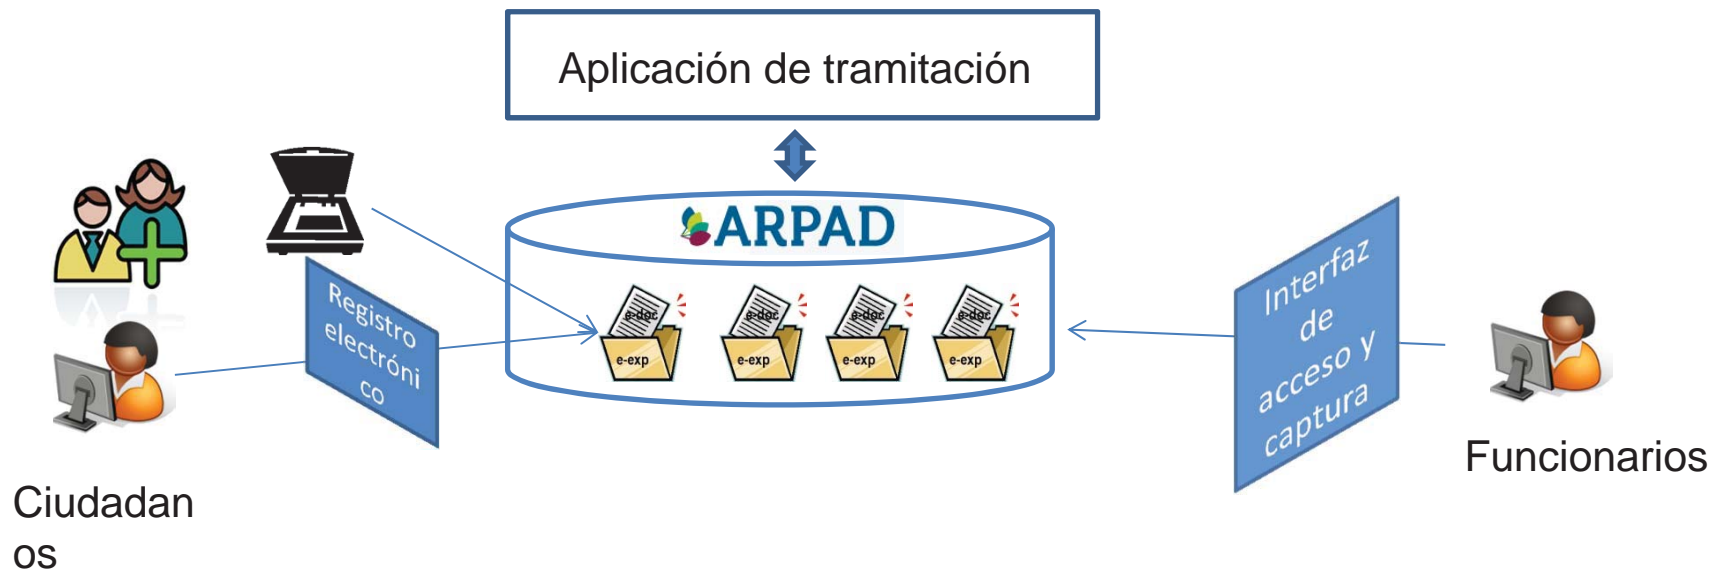 Aplicación de tramitación
ARPAD
Registro
electróni
co
e-doc
e-exp
e-doc
e-exp
e-doc
e-exp
e-doc
e-exp
Interfaz
de
acceso y
captura
Funcionarios
Ciudadan
os